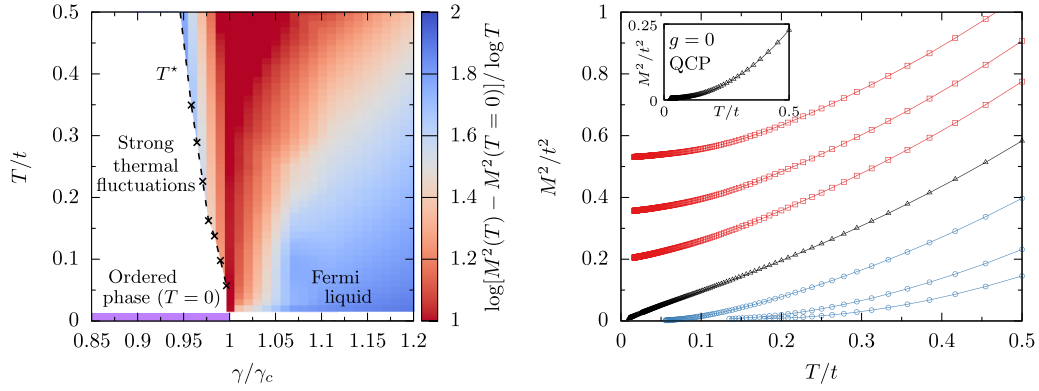 T/t
0.5
0.4
0.3
0.2
0.1
0
T⋆
Strong
thermal
fluctuations
Ordered
phase (T = 0)
Fermi
liquid
0.85
0.9
0.95
1
1.05
1.1
1.15
1.2
γ/γc
2
1.8
1.6
1.4
1.2
1
log[M²(T) − M²(T = 0)]/ log T
M²/t²
1
0.8
0.6
0.4
0.2
0
0
0.1
0.2
0.3
0.4
0.5
T/t
0.25
0
M²/t²
g = 0
QCP
0
T/t
0.5